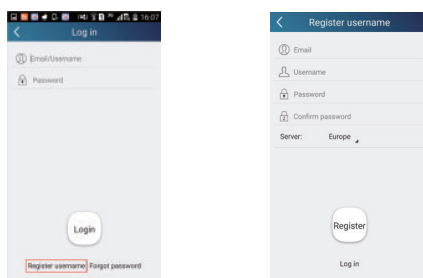 16:07
Log in
Email/Username
Password
Login
Register username Forgot password
Register username
Email
Username
Password
Confirm password
Server: Europe
Register
Log in